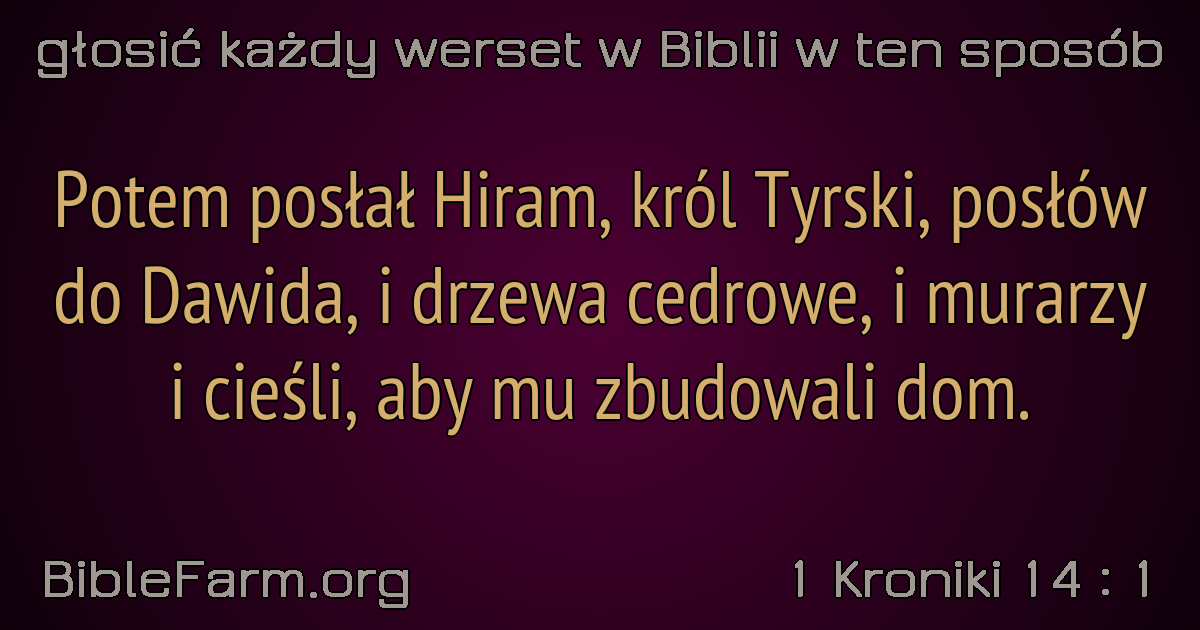 głosić każdy werset w Biblii w ten sposób
Potem posłał Hiram, król Tyrski, posłów
do Dawida, i drzewa cedrowe, i murarzy
i cieśli, aby mu zbudowali dom.
BibleFarm.org
1 Kroniki 14 : 1